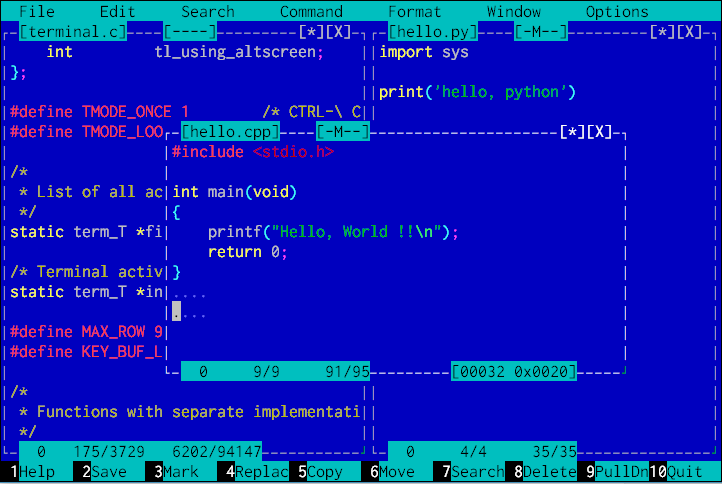 File Edit Search Command Format Window Options
[terminal.c] [----] [*][X] [hello.py] [-M--] [*][X]
int tl_using_altscreen; import sys
};
print('hello, python')
#define TMODE_ONCE 1 /* CTRL-\ C
#define TMODE_LOO [hello.cpp] [-M--] [*][X]
#include <stdio.h>
/*
* List of all ac int main(void)
*/ {
static term_T *fi printf("Hello, World !!\n");
return 0;
/* Terminal activ }
static term_T *in ....
....
#define MAX_ROW 9
#define KEY_BUF_L
0 9/9 91/95 [00032 0x0020]
/*
* Functions with separate implementati
*/
0 175/3729 6202/94147 0 4/4 35/35
1Help 2Save 3Mark 4Replac 5Copy 6Move 7Search 8Delete 9PullDn 10Quit